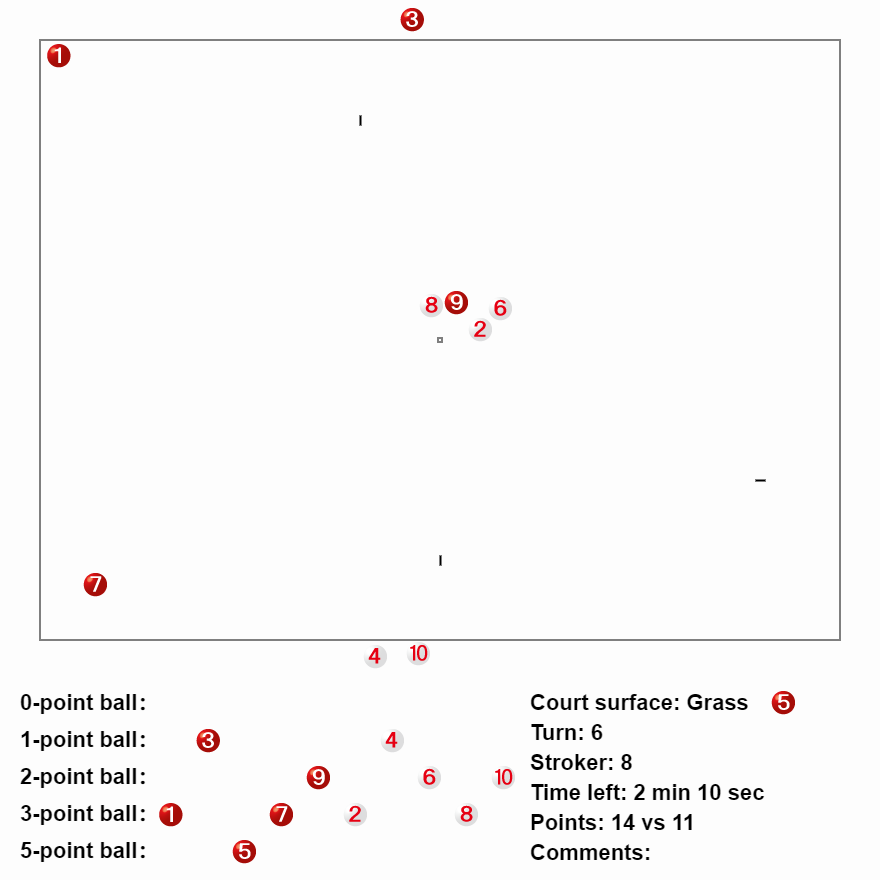 3
1
8 9 6
2
7
4 10
0-point ball:
1-point ball: 3 4
2-point ball: 9 6 10
3-point ball: 1 7 2 8
5-point ball: 5
Court surface: Grass 5
Turn: 6
Stroker: 8
Time left: 2 min 10 sec
Points: 14 vs 11
Comments: